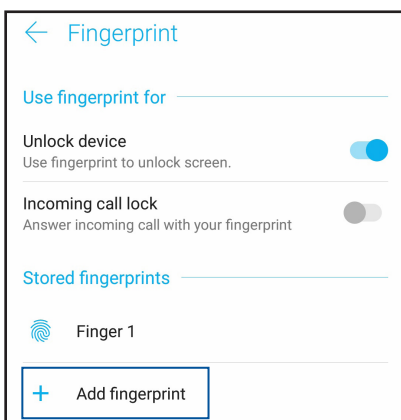 Fingerprint
Use fingerprint for
Unlock device
Use fingerprint to unlock screen.
Incoming call lock
Answer incoming call with your fingerprint
Stored fingerprints
Finger 1
Add fingerprint